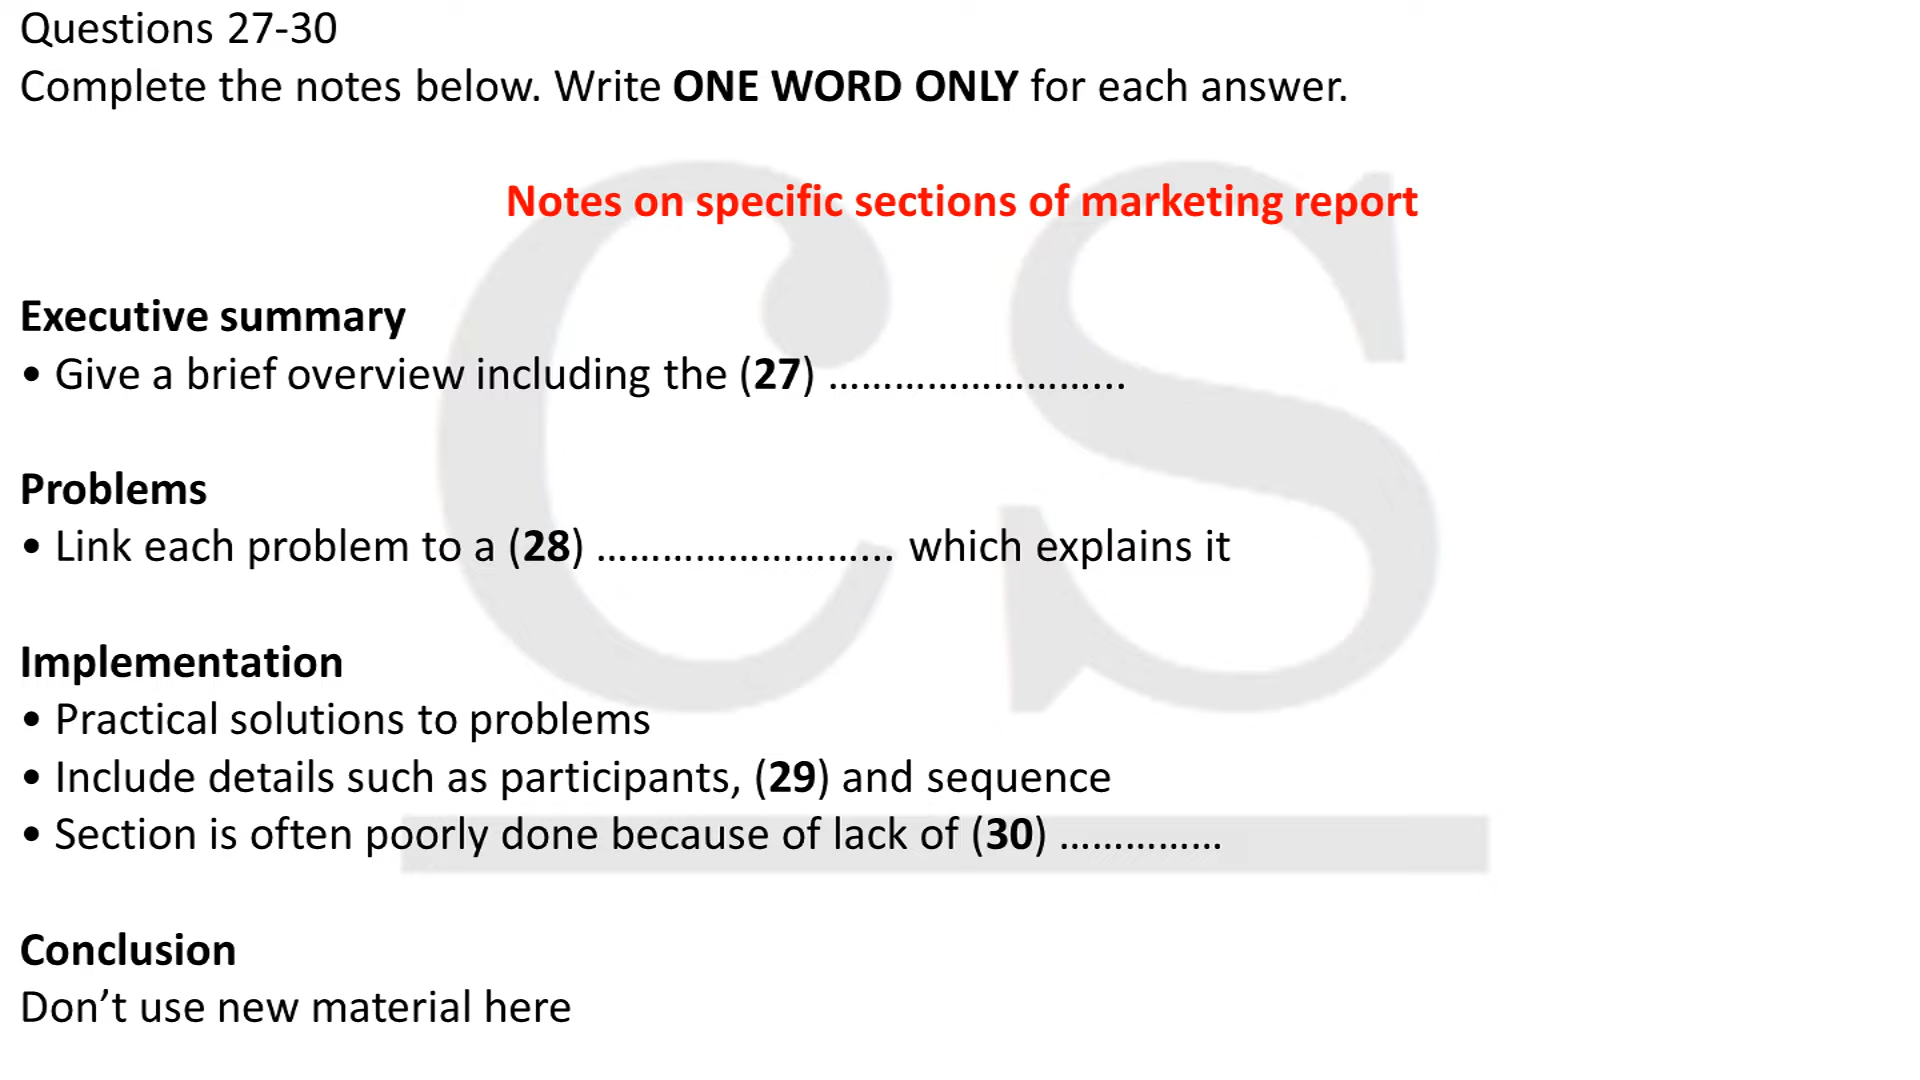 Questions 27-30
Complete the notes below. Write ONE WORD ONLY for each answer.
Notes on specific sections of marketing report
Executive summary
• Give a brief overview including the (27) ...........................
Problems
• Link each problem to a (28) ........................... which explains it
Implementation
• Practical solutions to problems
• Include details such as participants, (29) and sequence
• Section is often poorly done because of lack of (30) ...............
Conclusion
Don’t use new material here
CS